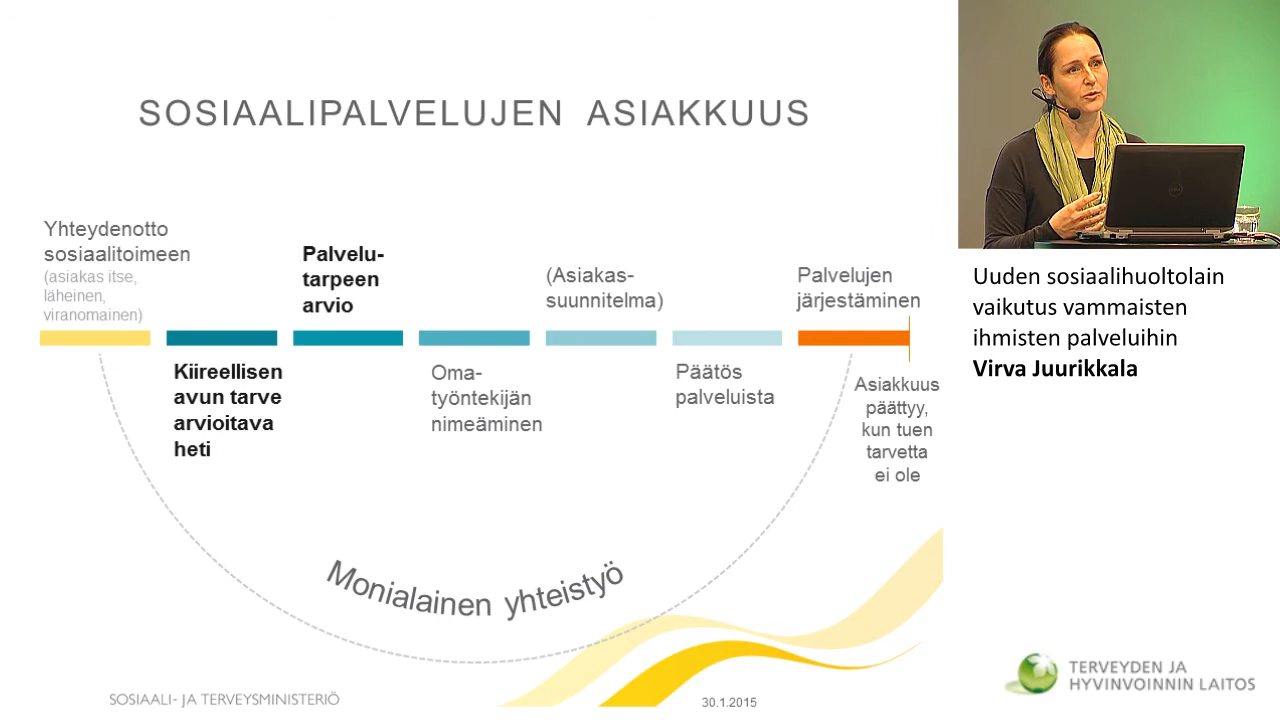 SOSIAALIPALVELUJEN ASIAKKUUS
Yhteydenotto
sosiaalitoimeen
(asiakas itse,
läheinen,
viranomainen)
Kiireellisen
avun tarve
arvioitava
heti
Palvelu-
tarpeen
arvio
Oma-
työntekijän
nimeäminen
(Asiakas-
suunnitelma)
Päätös
palveluista
Palvelujen
järjestäminen
Asiakkuus
päättyy,
kun tuen
tarvetta
ei ole
Monialainen yhteistyö
SOSIAALI- JA TERVEYSMINISTERIÖ
30.1.2015
Uuden sosiaalihuoltolain
vaikutus vammaisten
ihmisten palveluihin
Virva Juurikkala
TERVEYDEN JA
HYVINVOINNIN LAITOS